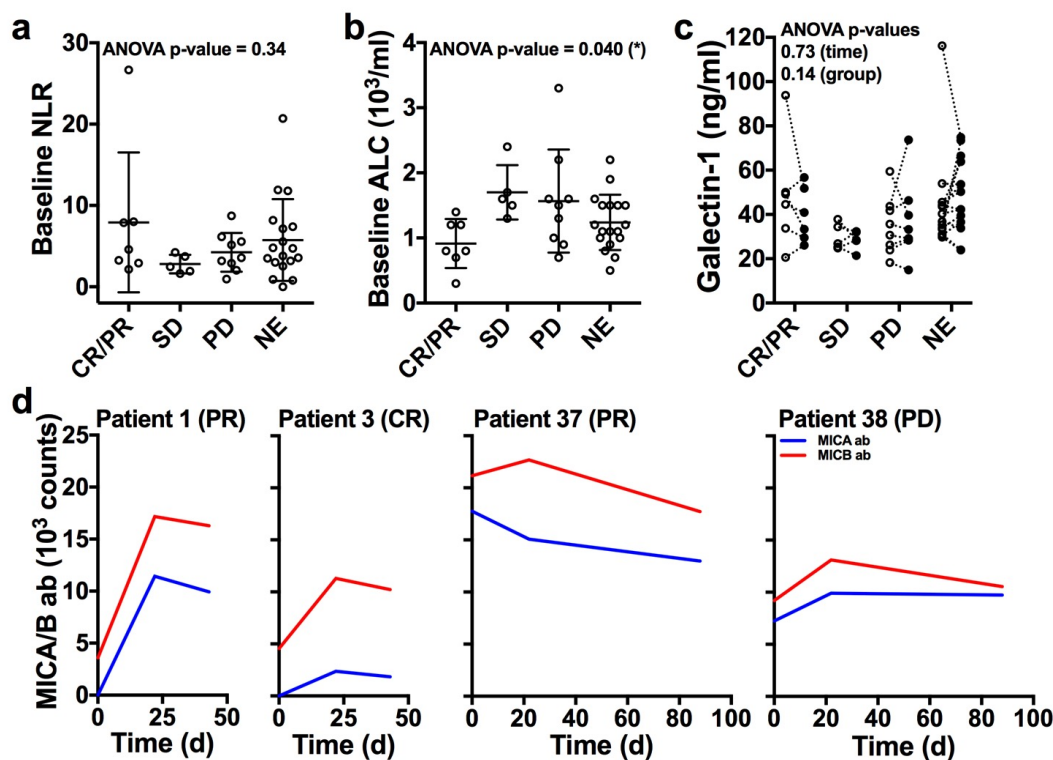 a
ANOVA p-value = 0.34
Baseline NLR
30
20
10
0
CR/PR
SD
PD
NE
b
ANOVA p-value = 0.040 (*)
Baseline ALC (10³/ml)
4
3
2
1
0
CR/PR
SD
PD
NE
c
ANOVA p-values
0.73 (time)
0.14 (group)
Galectin-1 (ng/ml)
120
100
80
60
40
20
0
CR/PR
SD
PD
NE
d
MICA/B ab (10³ counts)
25
20
15
10
5
0
Patient 1 (PR)
0 25 50
Time (d)
Patient 3 (CR)
0 25 50
Time (d)
Patient 37 (PR)
0 20 40 60 80 100
Time (d)
Patient 38 (PD)
MICA ab
MICB ab
0 20 40 60 80 100
Time (d)